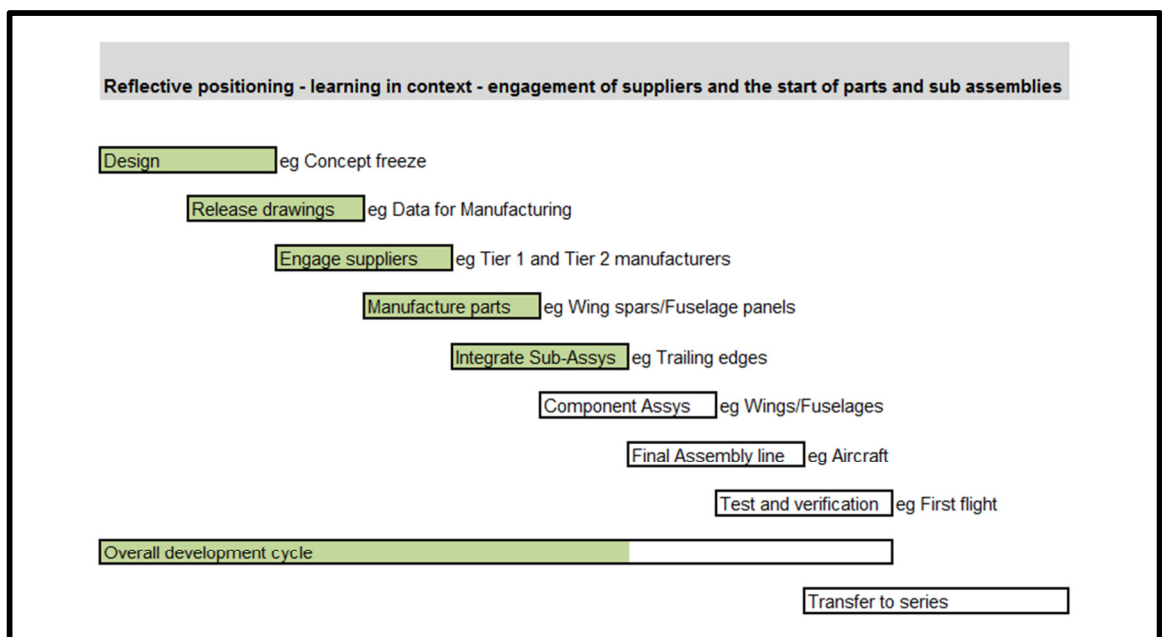 Reflective positioning - learning in context - engagement of suppliers and the start of parts and sub assemblies
Design eg Concept freeze
Release drawings eg Data for Manufacturing
Engage suppliers eg Tier 1 and Tier 2 manufacturers
Manufacture parts eg Wing spars/Fuselage panels
Integrate Sub-Assys eg Trailing edges
Component Assys eg Wings/Fuselages
Final Assembly line eg Aircraft
Test and verification eg First flight
Overall development cycle
Transfer to series